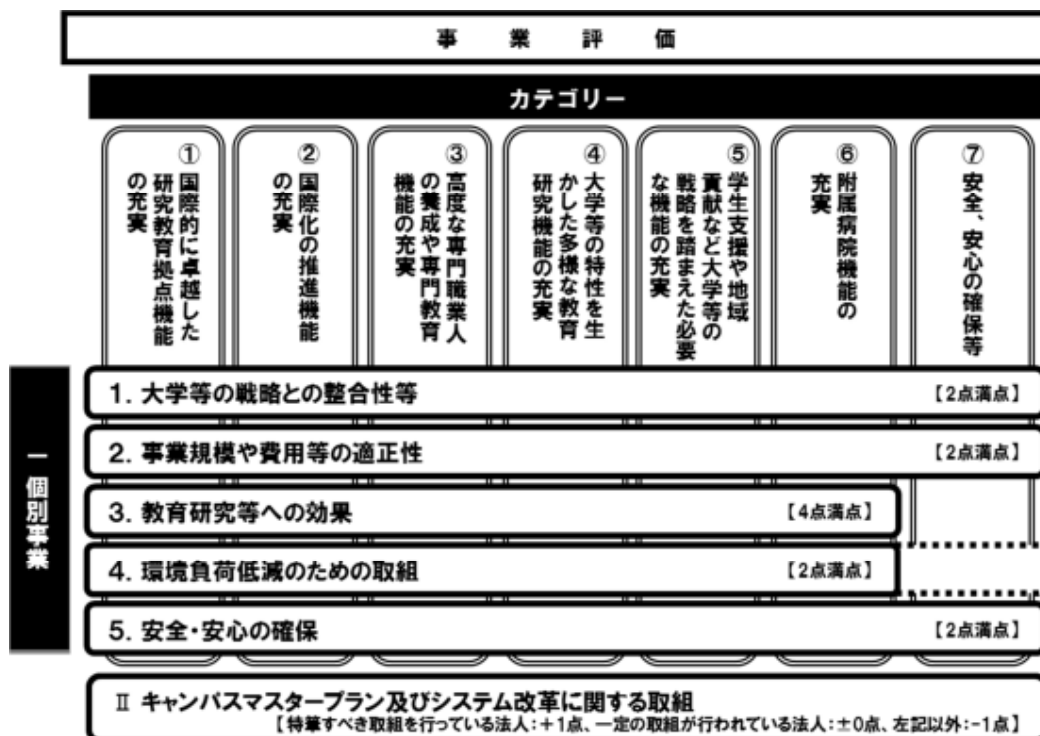 事業評価
カテゴリー
①
国際的に卓越した
研究教育拠点機能
の充実
②
国際化の推進機能
の充実
③
高度な専門職業人
の養成や専門教育
機能の充実
④
大学等の特性を生
かした多様な教育
研究機能の充実
⑤
学生支援や地域
貢献など大学等の
戦略を踏まえた必要
な機能の充実
⑥
附属病院機能の
充実
⑦
安全、安心の確保等
一個別事業
1. 大学等の戦略との整合性等 【2点満点】
2. 事業規模や費用等の適正性 【2点満点】
3. 教育研究等への効果 【4点満点】
4. 環境負荷低減のための取組 【2点満点】
5. 安全・安心の確保 【2点満点】
Ⅱ キャンパスマスタープラン及びシステム改革に関する取組
【特筆すべき取組を行っている法人:+1点、一定の取組が行われている法人:±0点、左記以外:-1点】